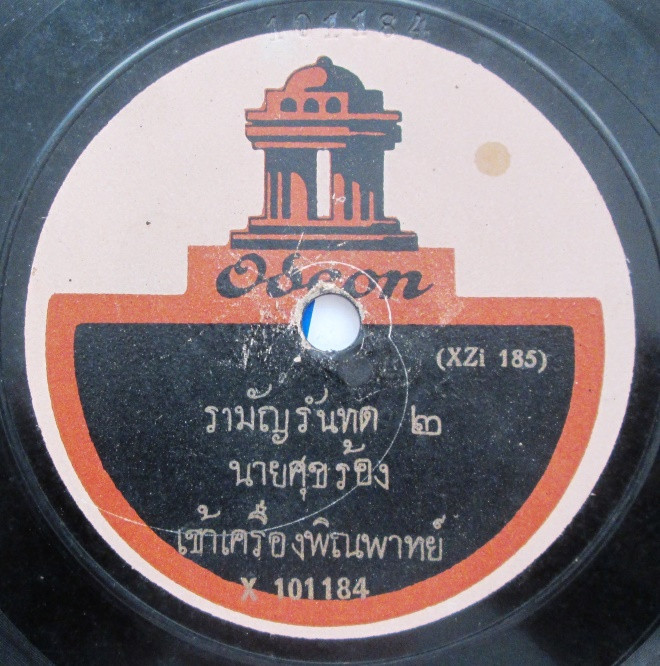 101184
Odeon
(XZi 185)
รามัญรันทด ๒
นายศุขร้อง
เข้าเครื่องพิณพาทย์
X 101184